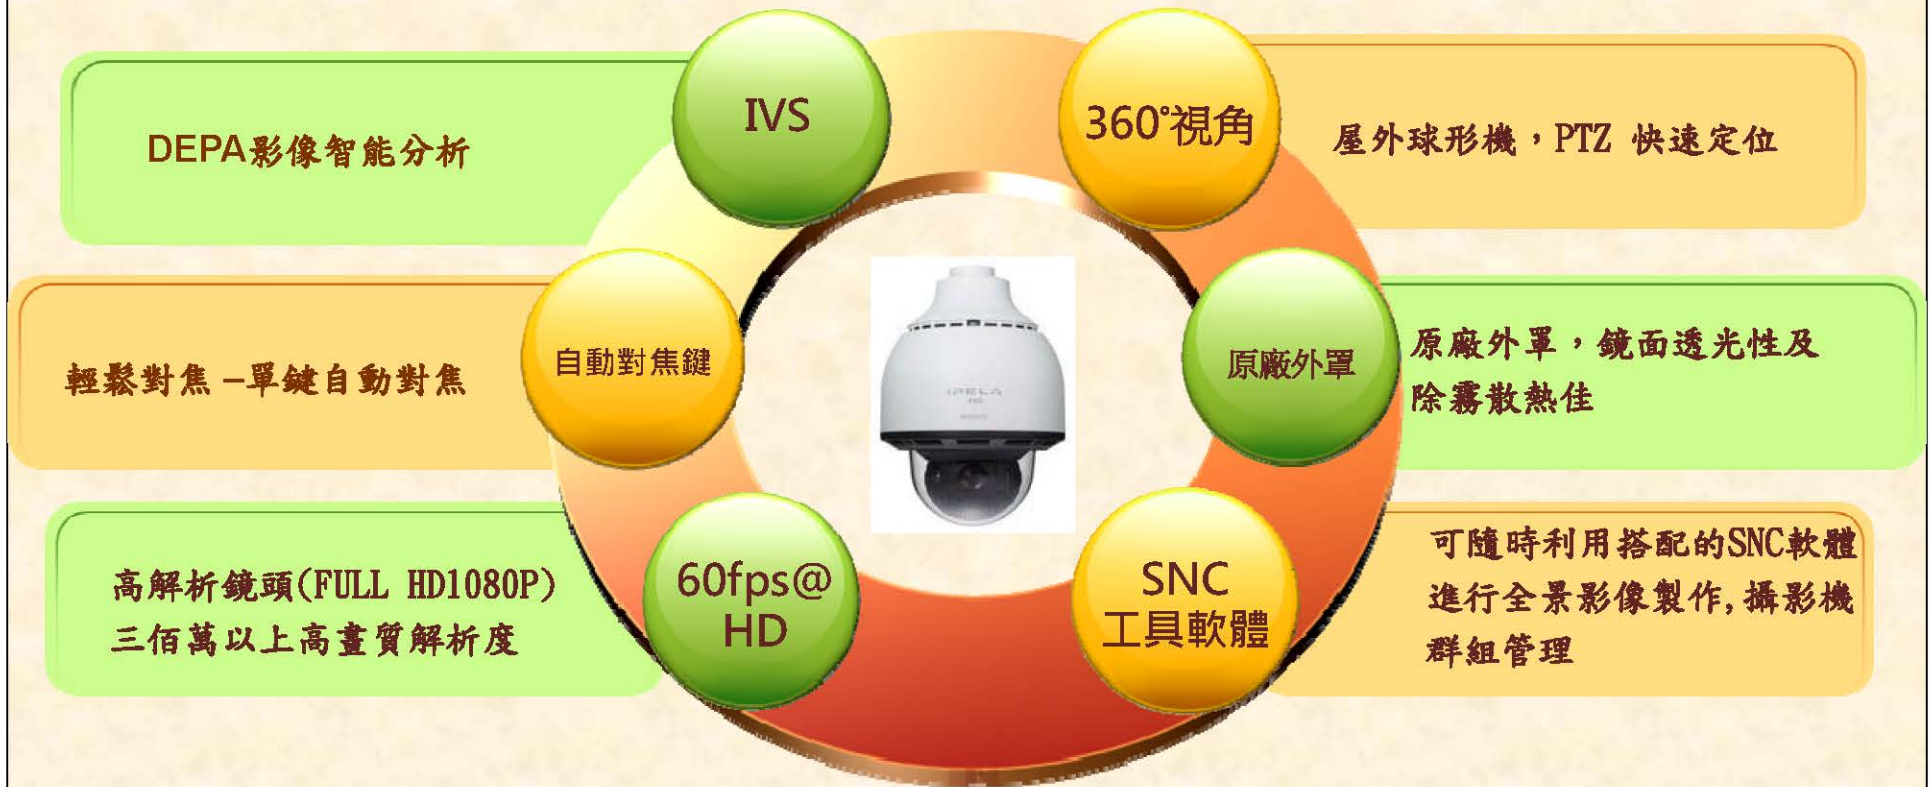 IVS
DEPA影像智能分析
360°視角
屋外球形機，PTZ 快速定位
自動對焦鍵
輕鬆對焦 –單鍵自動對焦
原廠外罩
原廠外罩，鏡面透光性及
除霧散熱佳
60fps@
HD
高解析鏡頭(FULL HD1080P)
三佰萬以上高畫質解析度
SNC
工具軟體
可隨時利用搭配的SNC軟體
進行全景影像製作,攝影機
群組管理
IPELA